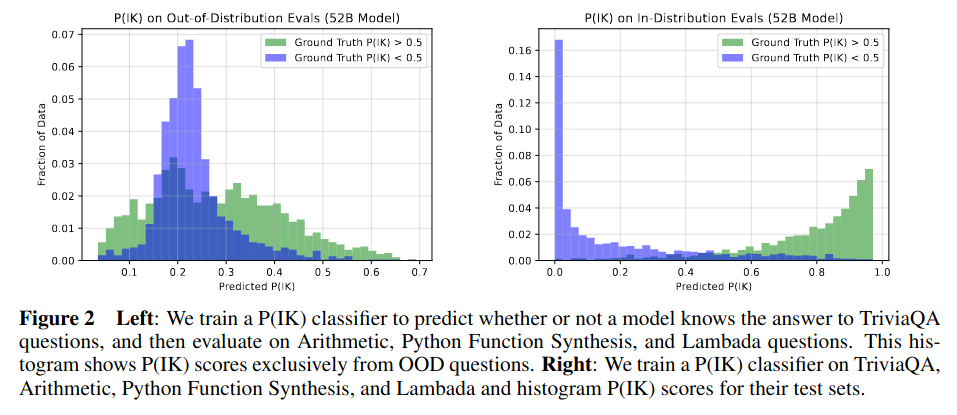 P(IK) on Out-of-Distribution Evals (52B Model)
0.07
0.06
0.05
0.04
0.03
0.02
0.01
0.00
Fraction of Data
Ground Truth P(IK) > 0.5
Ground Truth P(IK) < 0.5
0.1 0.2 0.3 0.4 0.5 0.6 0.7
Predicted P(IK)
P(IK) on In-Distribution Evals (52B Model)
0.16
0.14
0.12
0.10
0.08
0.06
0.04
0.02
0.00
Fraction of Data
Ground Truth P(IK) > 0.5
Ground Truth P(IK) < 0.5
0.0 0.2 0.4 0.6 0.8 1.0
Predicted P(IK)
Figure 2 Left: We train a P(IK) classifier to predict whether or not a model knows the answer to TriviaQA
questions, and then evaluate on Arithmetic, Python Function Synthesis, and Lambada questions. This his-
togram shows P(IK) scores exclusively from OOD questions. Right: We train a P(IK) classifier on TriviaQA,
Arithmetic, Python Function Synthesis, and Lambada and histogram P(IK) scores for their test sets.